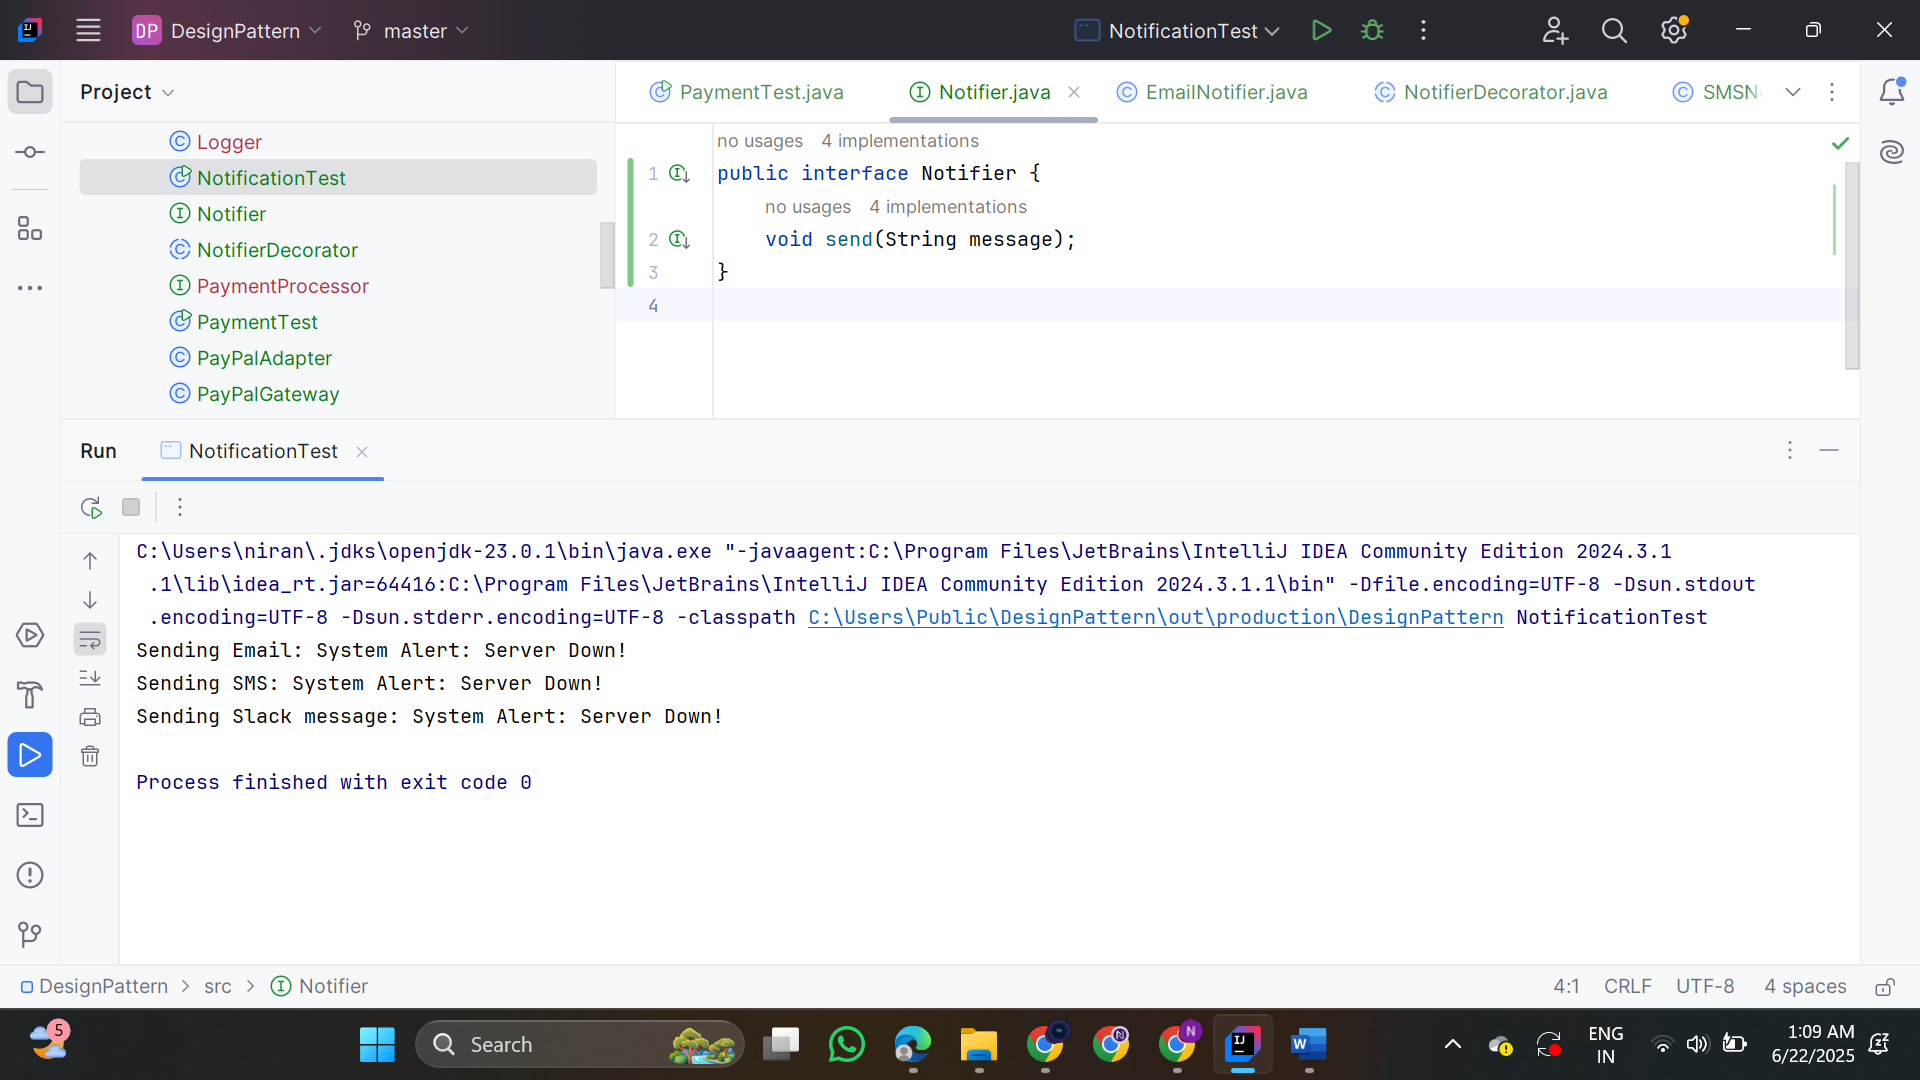 DP DesignPattern master NotificationTest
Project
PaymentTest.java Notifier.java EmailNotifier.java NotifierDecorator.java
Logger
NotificationTest
Notifier
NotifierDecorator
PaymentProcessor
PaymentTest
PayPalAdapter
PayPalGateway
no usages 4 implementations
1 public interface Notifier {
no usages 4 implementations
2 void send(String message);
3 }
4
Run NotificationTest
C:\Users\niran\.jdks\openjdk-23.0.1\bin\java.exe "-javaagent:C:\Program Files\JetBrains\IntelliJ IDEA Community Edition 2024.3.1
.1\lib\idea_rt.jar=64416:C:\Program Files\JetBrains\IntelliJ IDEA Community Edition 2024.3.1.1\bin" -Dfile.encoding=UTF-8 -Dsun.stdout
.encoding=UTF-8 -Dsun.stderr.encoding=UTF-8 -classpath C:\Users\Public\DesignPattern\out\production\DesignPattern NotificationTest
Sending Email: System Alert: Server Down!
Sending SMS: System Alert: Server Down!
Sending Slack message: System Alert: Server Down!
Process finished with exit code 0
DesignPattern > src > Notifier 4:1 CRLF UTF-8 4 spaces
5
Search
ENG
IN
1:09 AM
6/22/2025